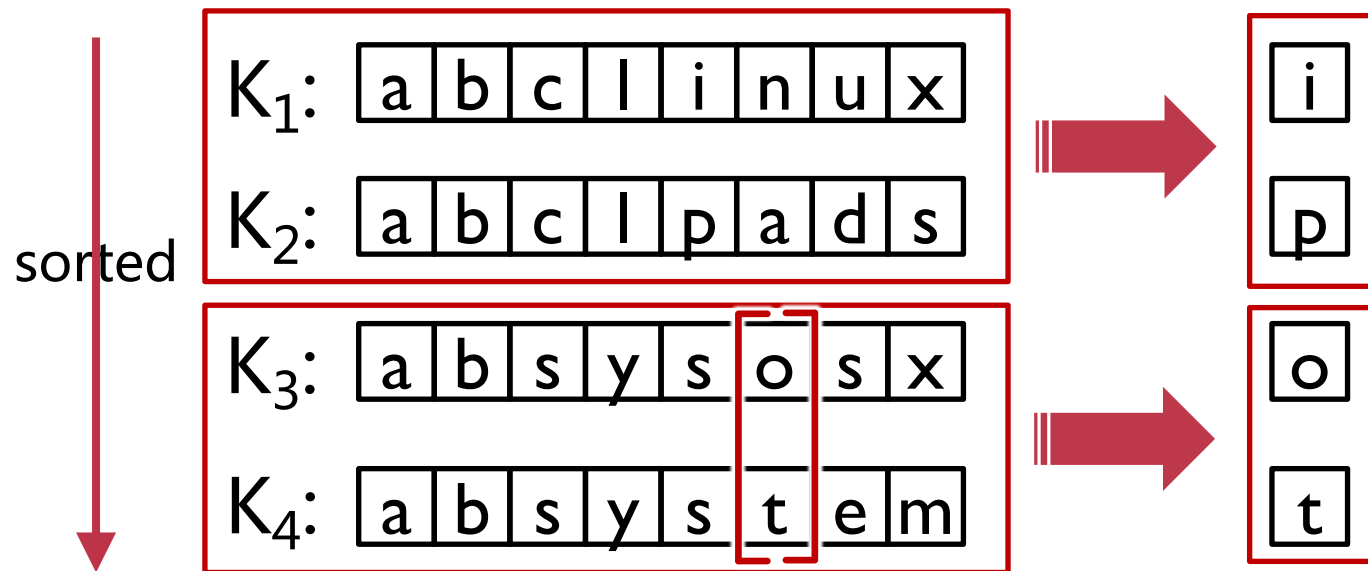 K1: a b c l i n u x i
K2: a b c l p a d s p
sorted
K3: a b s y s o s x o
K4: a b s y s t e m t